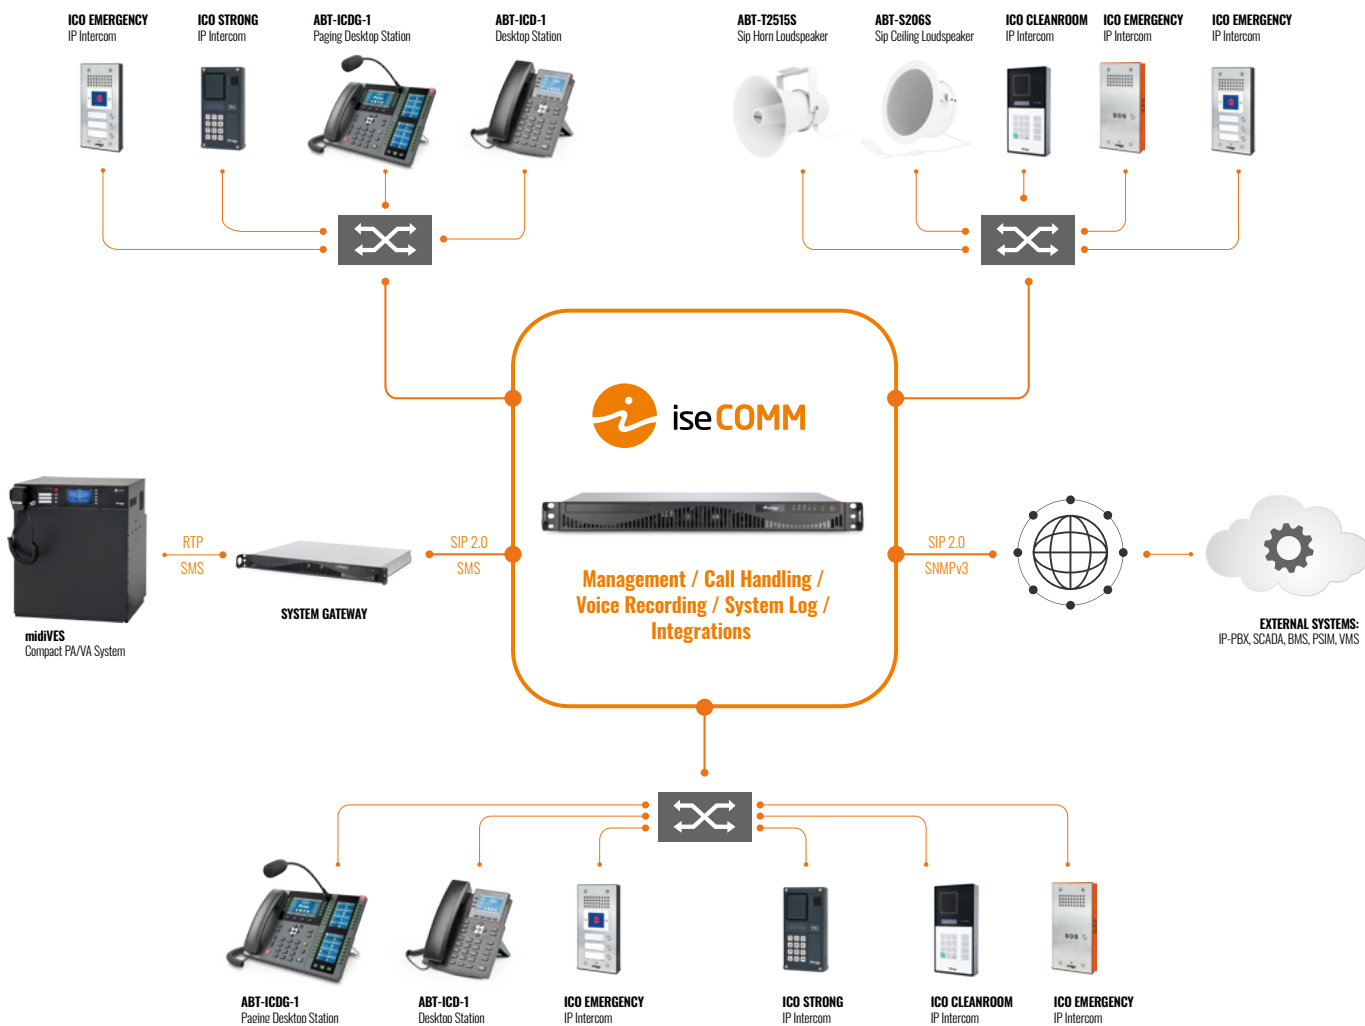 ICO EMERGENCY
IP Intercom
ICO STRONG
IP Intercom
ABT-ICDG-1
Paging Desktop Station
ABT-ICD-1
Desktop Station
ABT-T2515S
Sip Horn Loudspeaker
ABT-S206S
Sip Ceiling Loudspeaker
ICO CLEANROOM
IP Intercom
ICO EMERGENCY
IP Intercom
ICO EMERGENCY
IP Intercom
SOS
iseCOMM
Management / Call Handling /
Voice Recording / System Log /
Integrations
midiVES
Compact PA/VA System
RTP
SMS
SYSTEM GATEWAY
SIP 2.0
SMS
SIP 2.0
SNMPv3
EXTERNAL SYSTEMS:
IP-PBX, SCADA, BMS, PSIM, VMS
SOS
ABT-ICDG-1
Paging Desktop Station
ABT-ICD-1
Desktop Station
ICO EMERGENCY
IP Intercom
ICO STRONG
IP Intercom
ICO CLEANROOM
IP Intercom
ICO EMERGENCY
IP Intercom